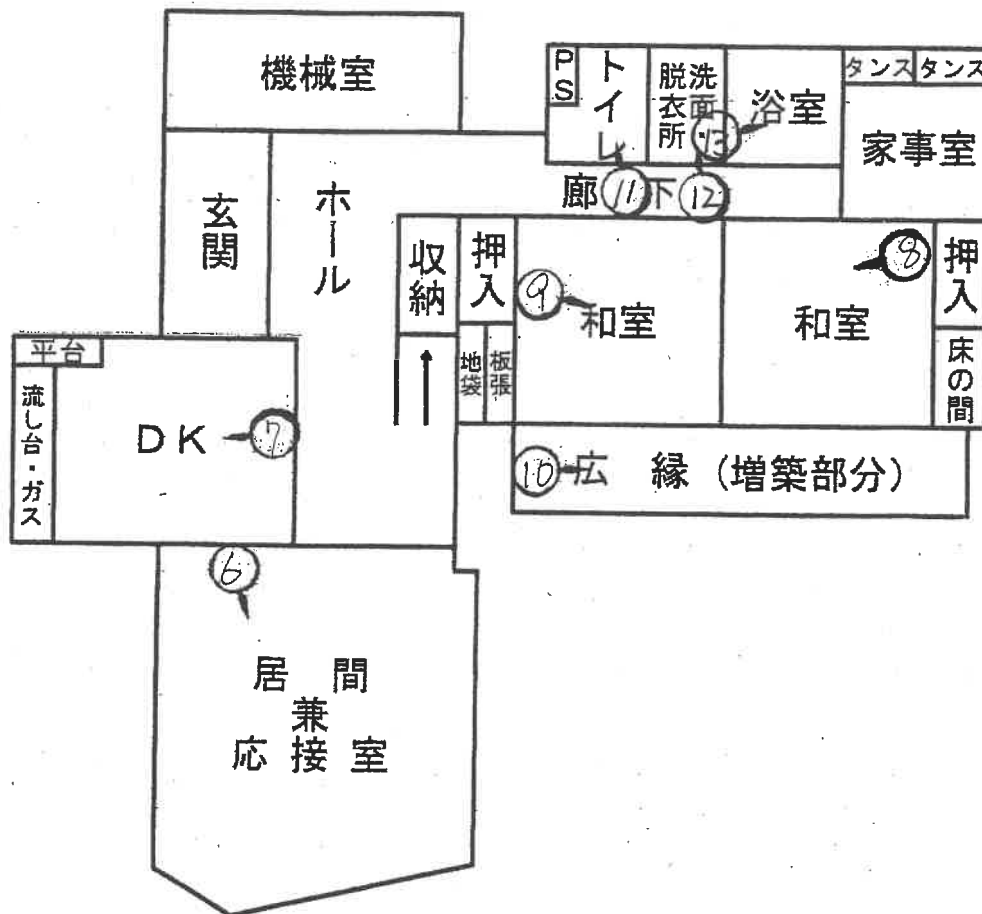 機械室
PS
トイレ
洗面・
脱衣所
浴室
タンス
タンス
家事室
玄関
ホール
廊下
⑪
⑫
⑬
収納
押入
⑨
和室
⑧
和室
押入
平台
地袋
板張
床の間
流し台・ガス
DK
⑦
⑩
広縁(増築部分)
⑥
居間
兼
応接室